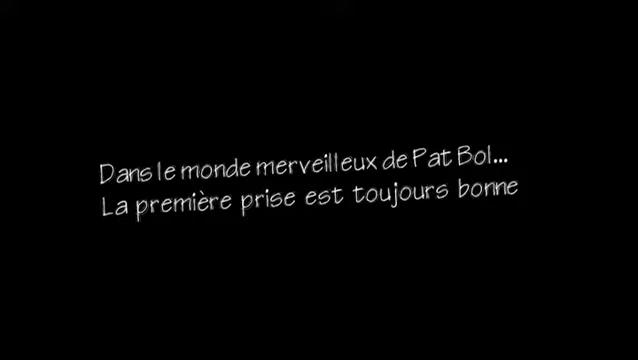 Dans le monde merveilleux de Pat Bol...
La première prise est toujours bonne